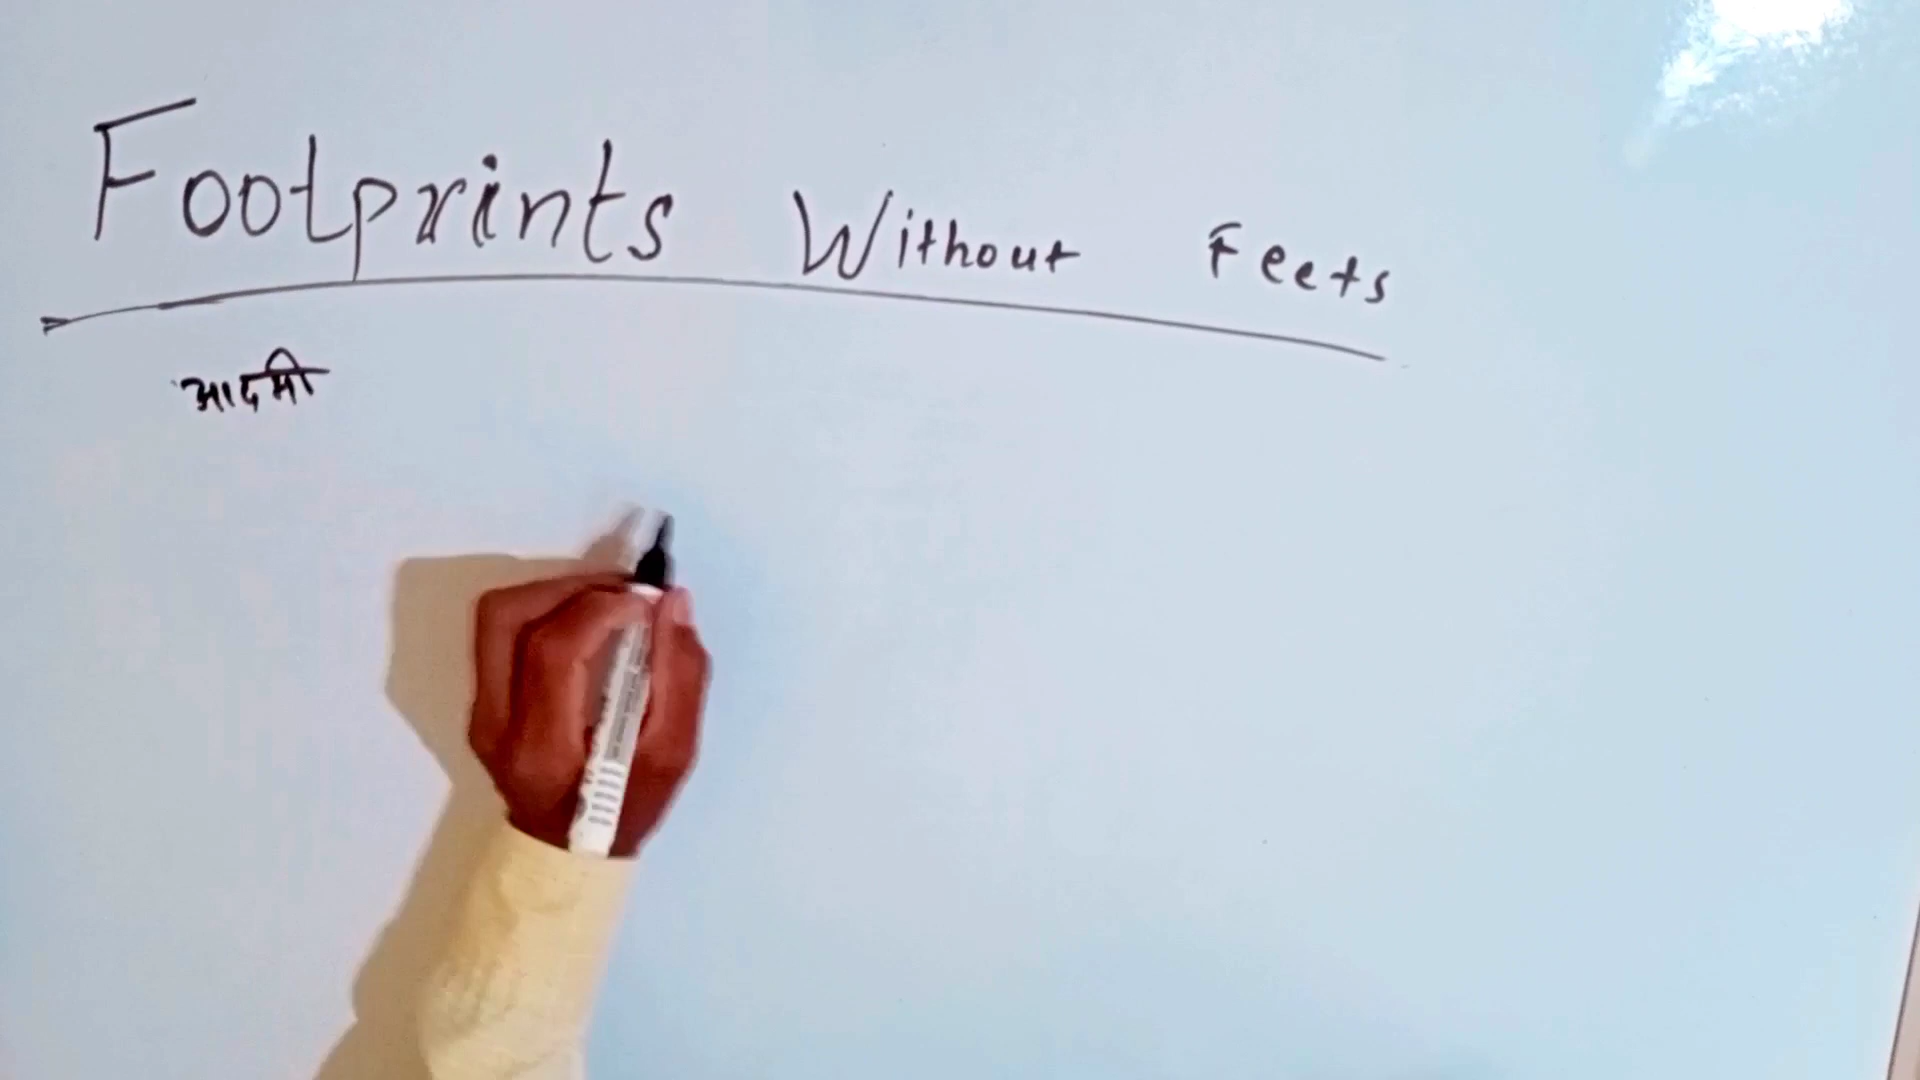 Footprints Without Feets
आदमी